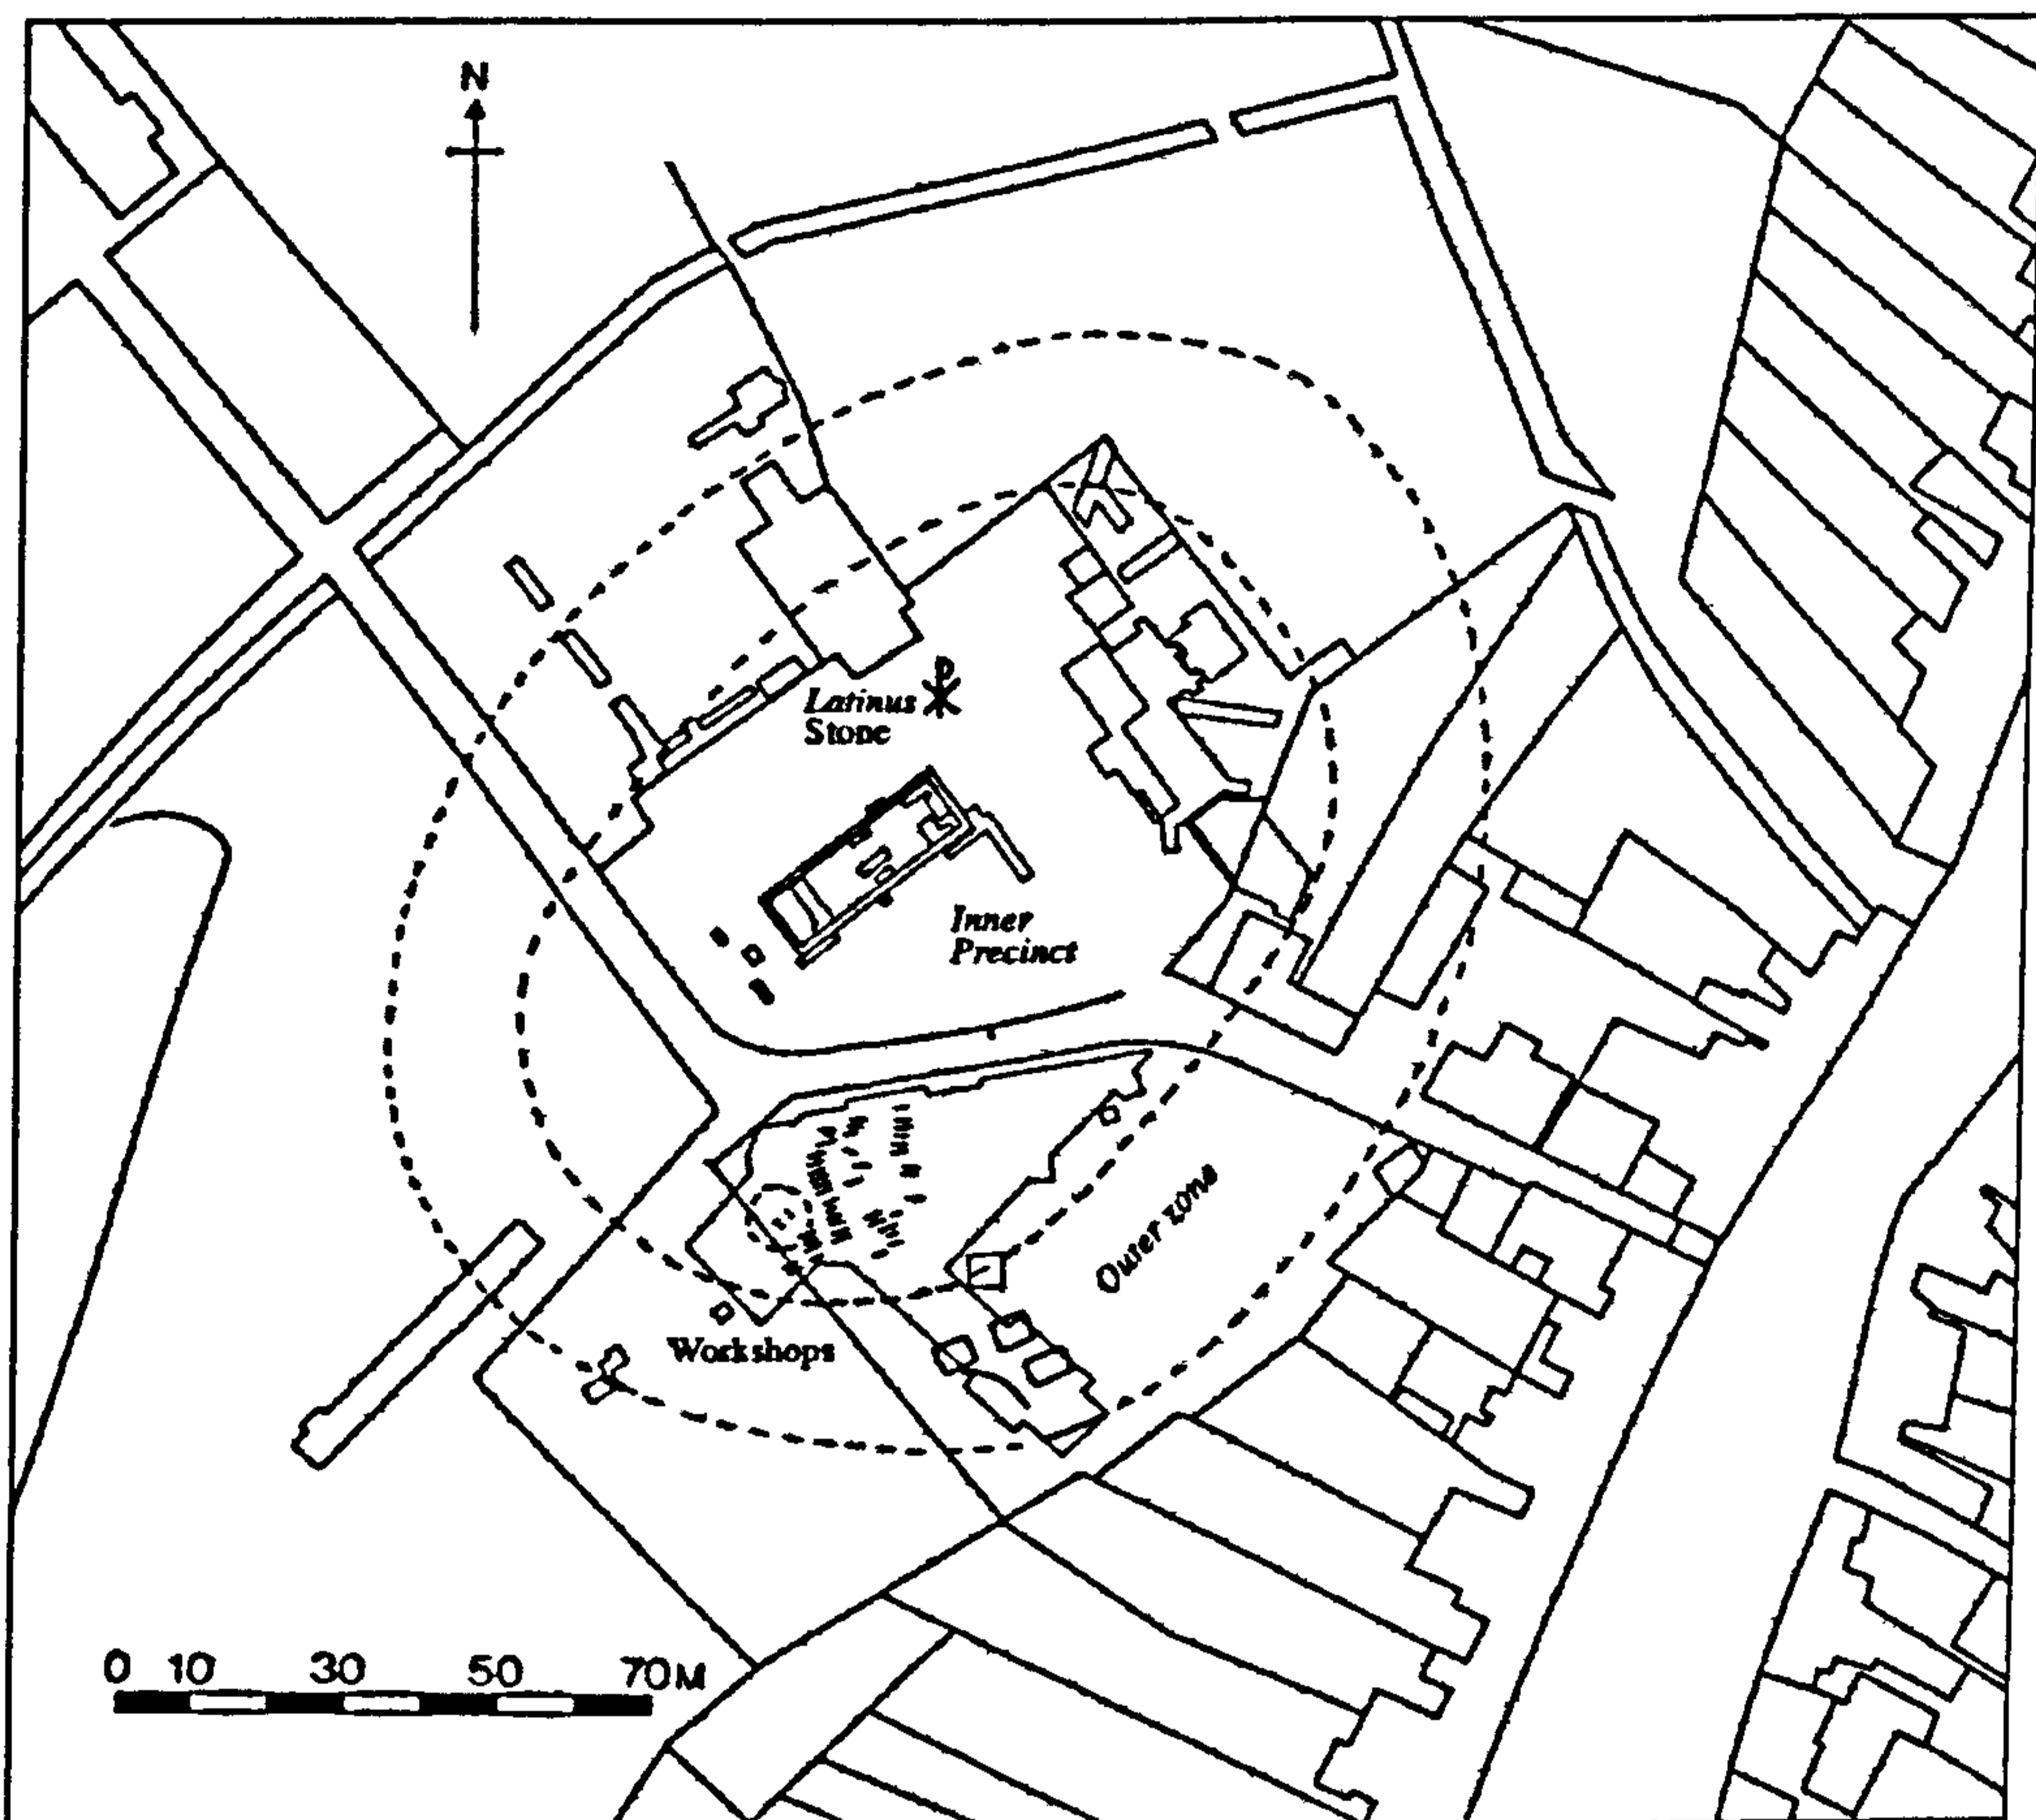 N
Latinus
Stone
Inner
Precinct
Outer zone
Workshops
0 10 30 50 70M